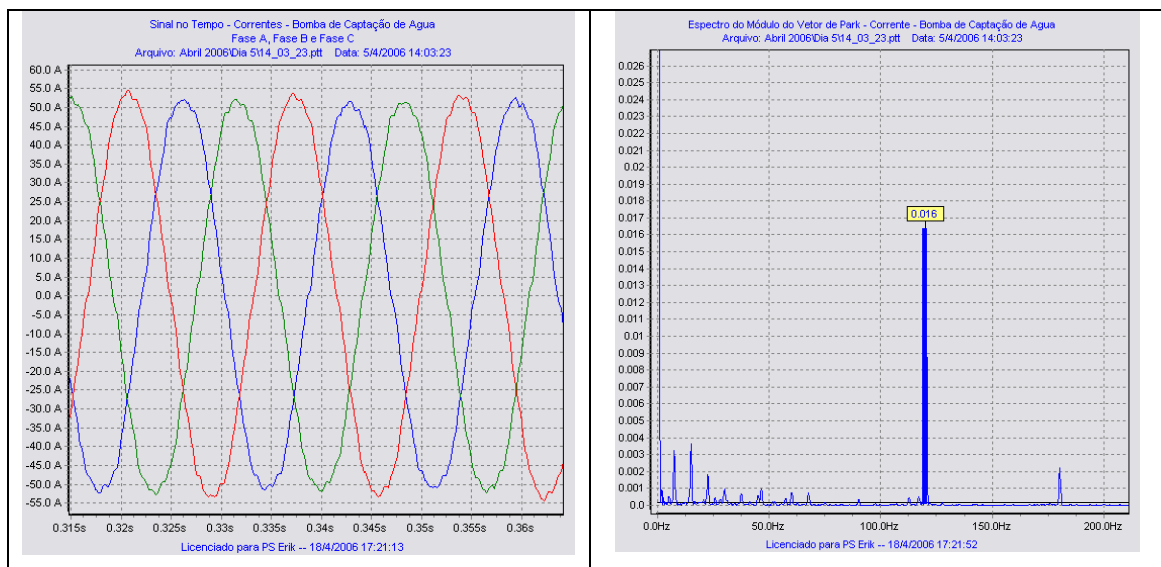 Sinal no Tempo - Correntes - Bomba de Captação de Agua
Fase A, Fase B e Fase C
Arquivo: Abril 2006\Dia 5\14_03_23.ptt Data: 5/4/2006 14:03:23
60.0 A
55.0 A
50.0 A
45.0 A
40.0 A
35.0 A
30.0 A
25.0 A
20.0 A
15.0 A
10.0 A
5.0 A
0.0 A
-5.0 A
-10.0 A
-15.0 A
-20.0 A
-25.0 A
-30.0 A
-35.0 A
-40.0 A
-45.0 A
-50.0 A
-55.0 A
0.315s 0.32s 0.325s 0.33s 0.335s 0.34s 0.345s 0.35s 0.355s 0.36s
Licenciado para PS Erik -- 18/4/2006 17:21:13
Espectro do Módulo do Vetor de Park - Corrente - Bomba de Captação de Agua
Arquivo: Abril 2006\Dia 5\14_03_23.ptt Data: 5/4/2006 14:03:23
0.026
0.025
0.024
0.023
0.022
0.021
0.02
0.019
0.018
0.017
0.016
0.015
0.014
0.013
0.012
0.011
0.01
0.009
0.008
0.007
0.006
0.005
0.004
0.003
0.002
0.001
0.0
0.016
0.0Hz 50.0Hz 100.0Hz 150.0Hz 200.0Hz
Licenciado para PS Erik -- 18/4/2006 17:21:52